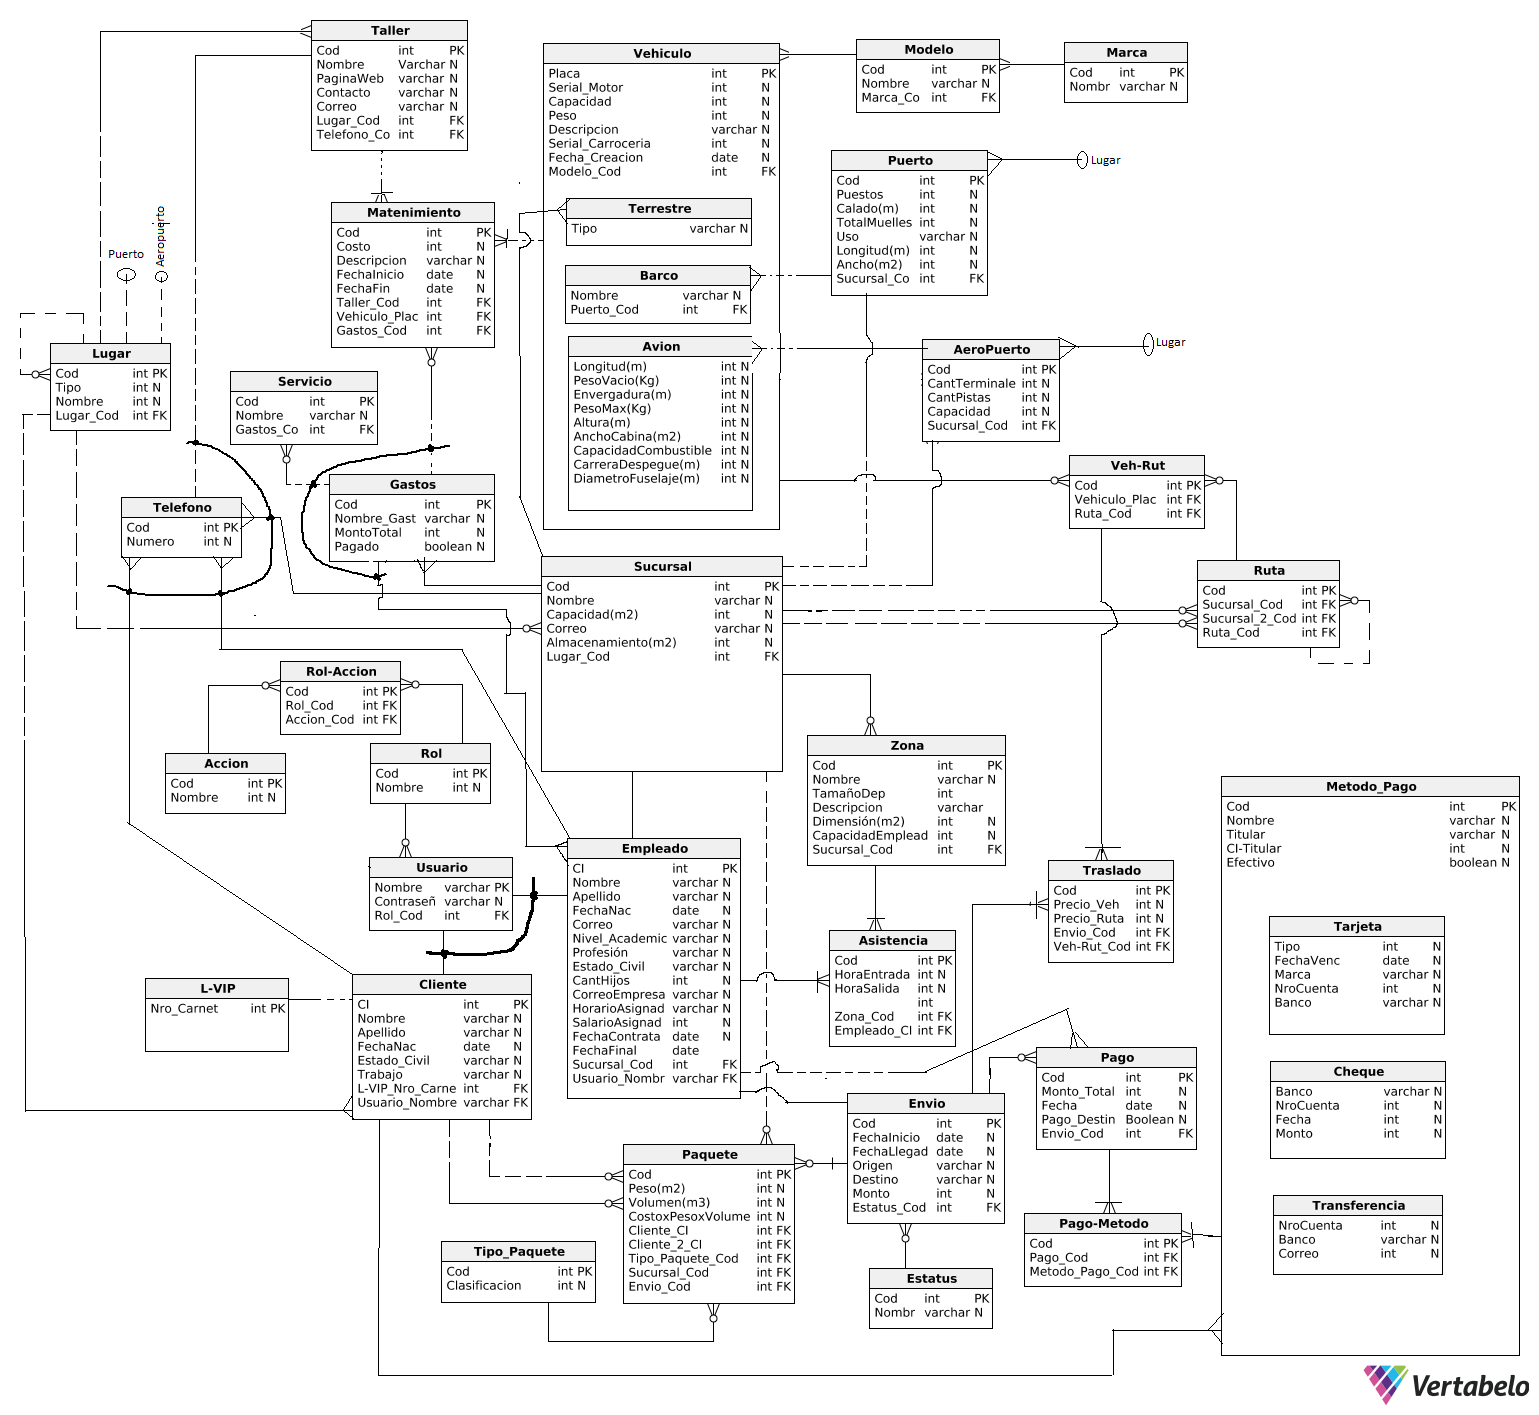 Taller
Cod int PK
Nombre Varchar N
PaginaWeb varchar N
Contacto varchar N
Correo varchar N
Lugar_Cod int FK
Telefono_Co int FK
Vehiculo
Placa int PK
Serial_Motor int N
Capacidad int N
Peso int N
Descripcion varchar N
Serial_Carroceria int N
Fecha_Creacion date N
Modelo_Cod int FK
Terrestre
Tipo varchar N
Barco
Nombre varchar N
Puerto_Cod int FK
Avion
Longitud(m) int N
PesoVacio(Kg) int N
Envergadura(m) int N
PesoMax(Kg) int N
Altura(m) int N
AnchoCabina(m2) int N
CapacidadCombustible int N
CarreraDespegue(m) int N
DiametroFuselaje(m) int N
Modelo
Cod int PK
Nombre varchar N
Marca_Co int FK
Marca
Cod int PK
Nombr varchar N
Puerto
Cod int PK
Puestos int N
Calado(m) int N
TotalMuelles int N
Uso varchar N
Longitud(m) int N
Ancho(m2) int N
Sucursal_Co int FK
Lugar
Matenimiento
Cod int PK
Costo int N
Descripcion varchar N
FechaInicio date N
FechaFin date N
Taller_Cod int FK
Vehiculo_Plac int FK
Gastos_Cod int FK
Puerto
Aeropuerto
Lugar
Cod int PK
Tipo int N
Nombre int N
Lugar_Cod int FK
Servicio
Cod int PK
Nombre varchar N
Gastos_Co int FK
AeroPuerto
Cod int PK
CantTerminale int N
CantPistas int N
Capacidad int N
Sucursal_Cod int FK
Lugar
Telefono
Cod int PK
Numero int N
Gastos
Cod int PK
Nombre_Gast varchar N
MontoTotal int N
Pagado boolean N
Veh-Rut
Cod int PK
Vehiculo_Plac int FK
Ruta_Cod int FK
Sucursal
Cod int PK
Nombre varchar N
Capacidad(m2) int N
Correo varchar N
Almacenamiento(m2) int N
Lugar_Cod int FK
Ruta
Cod int PK
Sucursal_Cod int FK
Sucursal_2_Cod int FK
Ruta_Cod int FK
Rol-Accion
Cod int PK
Rol_Cod int FK
Accion_Cod int FK
Accion
Cod int PK
Nombre int N
Rol
Cod int PK
Nombre int N
Zona
Cod int PK
Nombre varchar N
TamañoDep int
Descripcion varchar
Dimensión(m2) int N
CapacidadEmplead int N
Sucursal_Cod int FK
Usuario
Nombre varchar PK
Contraseñ varchar N
Rol_Cod int FK
Empleado
CI int PK
Nombre varchar N
Apellido varchar N
FechaNac date N
Correo varchar N
Nivel_Academic varchar N
Profesión varchar N
Estado_Civil varchar N
CantHijos int N
CorreoEmpresa varchar N
HorarioAsignad varchar N
SalarioAsignad int N
FechaContrata date N
FechaFinal date
Sucursal_Cod int FK
Usuario_Nombr varchar FK
Traslado
Cod int PK
Precio_Veh int N
Precio_Ruta int N
Envio_Cod int FK
Veh-Rut_Cod int FK
Asistencia
Cod int PK
HoraEntrada int N
HoraSalida int N
int
Zona_Cod int FK
Empleado_CI int FK
L-VIP
Nro_Carnet int PK
Cliente
CI int PK
Nombre varchar N
Apellido varchar N
FechaNac date N
Estado_Civil varchar N
Trabajo varchar N
L-VIP_Nro_Carne int FK
Usuario_Nombre varchar FK
Metodo_Pago
Cod int PK
Nombre varchar N
Titular varchar N
CI-Titular int N
Efectivo boolean N
Tarjeta
Tipo int N
FechaVenc date N
Marca varchar N
NroCuenta int N
Banco varchar N
Cheque
Banco varchar N
NroCuenta int N
Fecha int N
Monto int N
Transferencia
NroCuenta int N
Banco varchar N
Correo int N
Envio
Cod int PK
FechaInicio date N
FechaLlegad date N
Origen varchar N
Destino varchar N
Monto int N
Estatus_Cod int FK
Pago
Cod int PK
Monto_Total int N
Fecha date N
Pago_Destin Boolean N
Envio_Cod int FK
Paquete
Cod int PK
Peso(m2) int N
Volumen(m3) int N
CostoxPesoxVolume int N
Cliente_CI int FK
Cliente_2_CI int FK
Tipo_Paquete_Cod int FK
Sucursal_Cod int FK
Envio_Cod int FK
Tipo_Paquete
Cod int PK
Clasificacion int N
Estatus
Cod int PK
Nombr varchar N
Pago-Metodo
Cod int PK
Pago_Cod int FK
Metodo_Pago_Cod int FK
Vertabelo